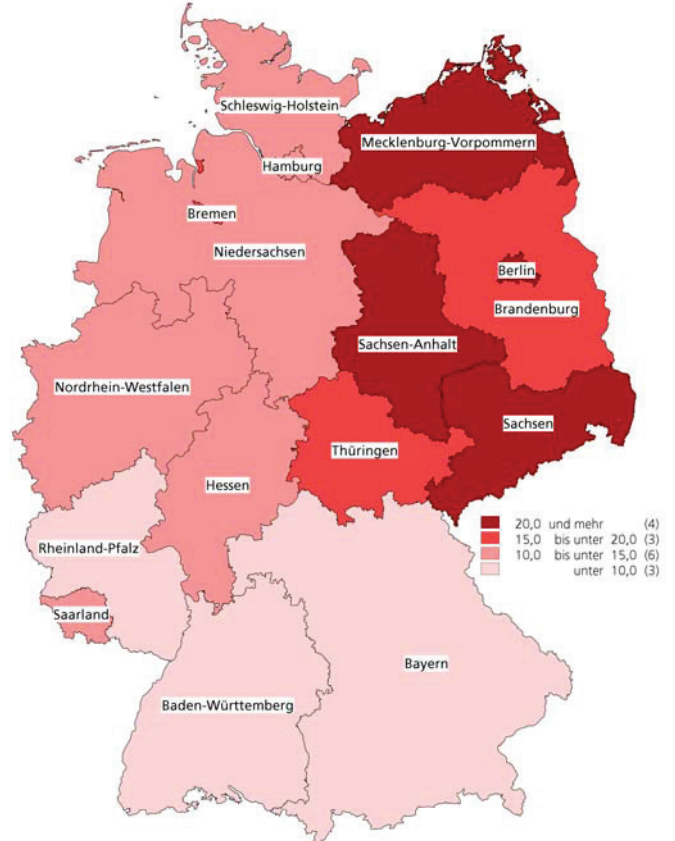 Schleswig-Holstein
Mecklenburg-Vorpommern
Hamburg
Bremen
Niedersachsen
Berlin
Brandenburg
Sachsen-Anhalt
Nordrhein-Westfalen
Sachsen
Thüringen
Hessen
20,0 und mehr (4)
15,0 bis unter 20,0 (3)
10,0 bis unter 15,0 (6)
unter 10,0 (3)
Rheinland-Pfalz
Saarland
Bayern
Baden-Württemberg